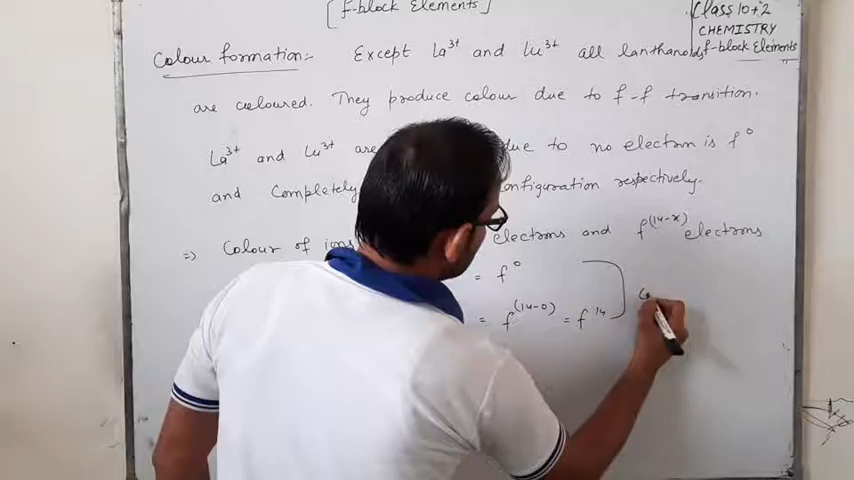 [f-block Elements]
Class 10+2
CHEMISTRY
f-block Elements
Colour formation:- Except La³⁺ and Lu³⁺ all lanthanoids
are coloured. They produce colour due to f-f transition.
La³⁺ and Lu³⁺ are due to no electron is f⁰
and Completely Configuration respectively.
=> Colour of ions electrons and f⁽¹⁴⁻ˣ⁾ electrons
= f⁰
= f⁽¹⁴⁻⁰⁾ = f¹⁴